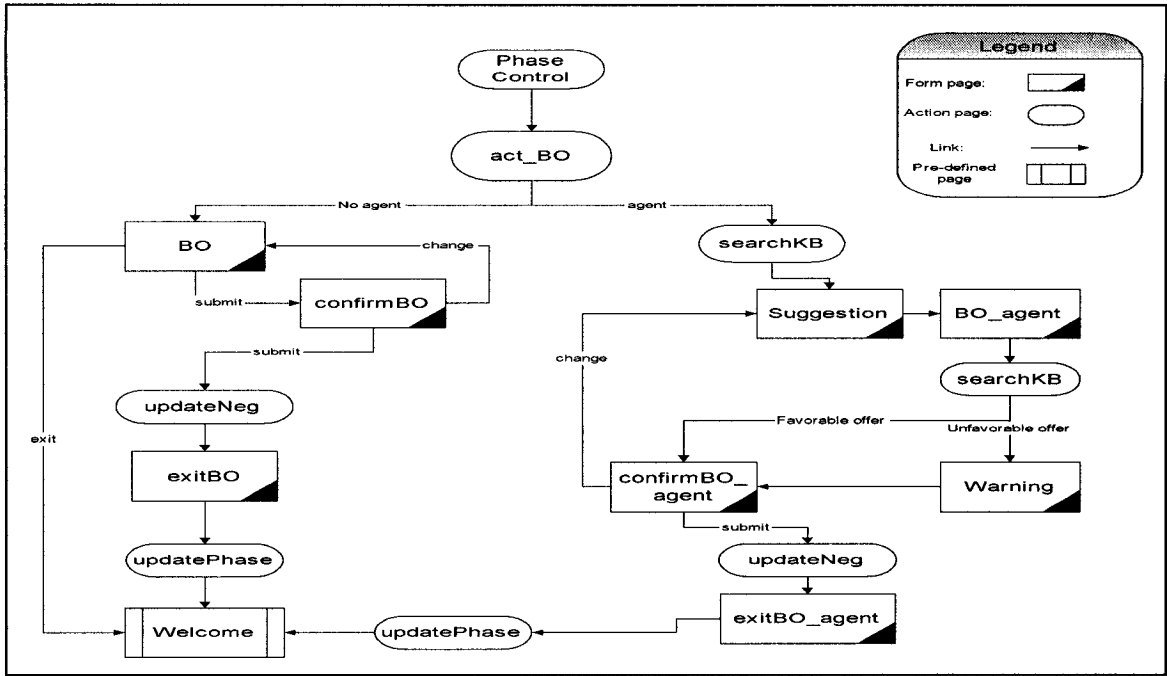 Phase
Control
Legend
Form page:
Action page:
Link:
Pre-defined
page
act_BO
No agent
agent
BO
change
searchKB
submit
confirmBO
Suggestion
BO_agent
submit
change
searchKB
updateNeg
exit
Favorable offer
Unfavorable offer
exitBO
confirmBO_
agent
Warning
submit
updatePhase
updateNeg
Welcome
updatePhase
exitBO_agent